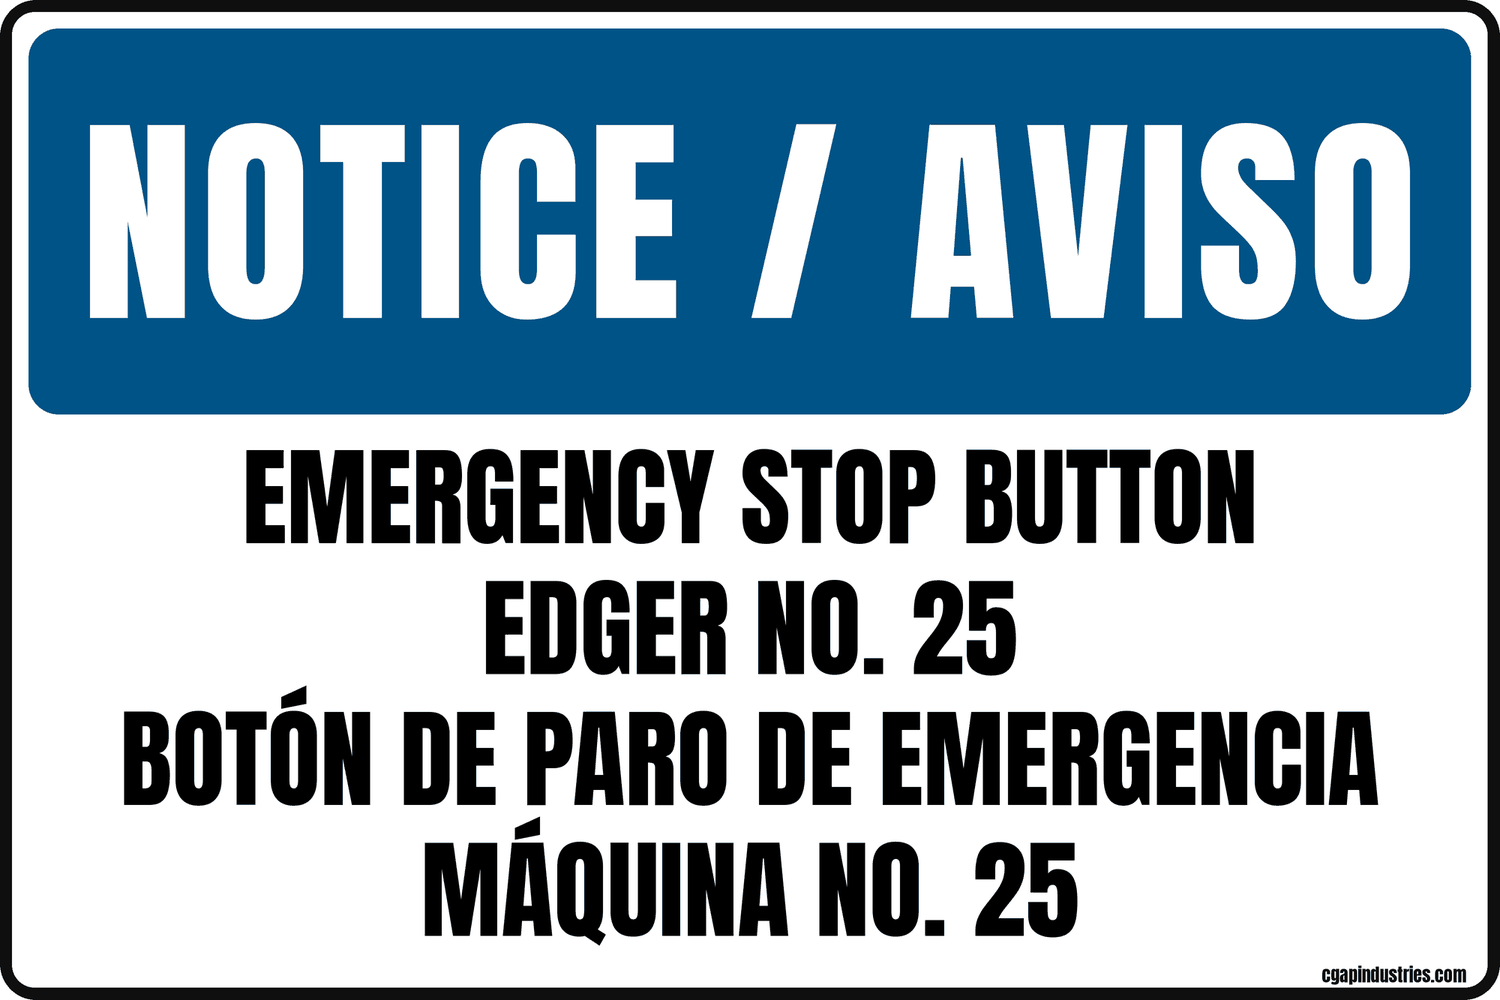 NOTICE / AVISO
EMERGENCY STOP BUTTON
EDGER NO. 25
BOTÓN DE PARO DE EMERGENCIA
MÁQUINA NO. 25
cgapindustries.com